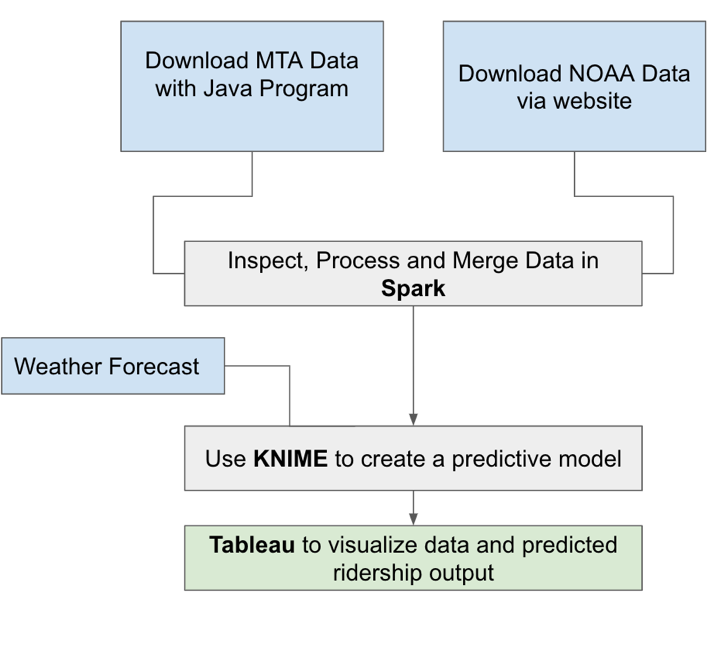 Download MTA Data
with Java Program
Download NOAA Data
via website
Inspect, Process and Merge Data in
Spark
Weather Forecast
Use KNIME to create a predictive model
Tableau to visualize data and predicted
ridership output